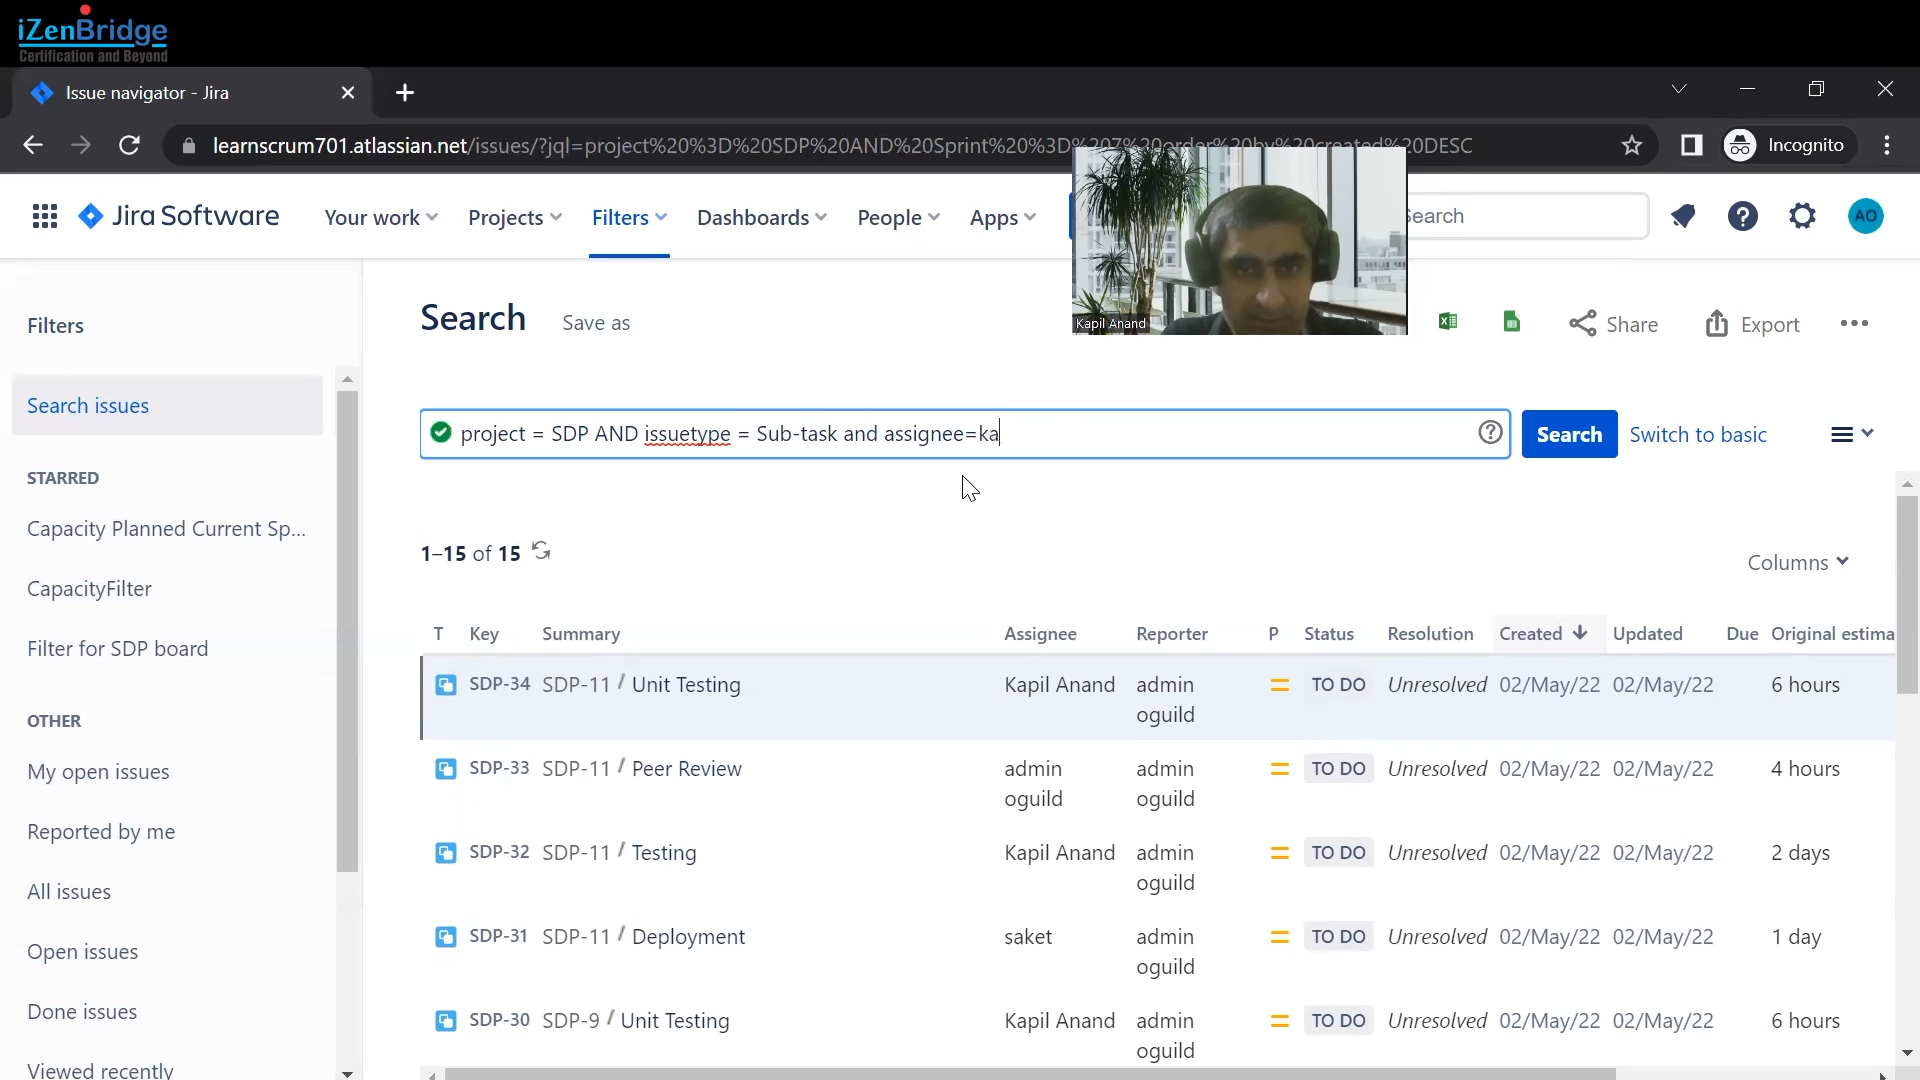 iZenBridge
Certification and Beyond
Issue navigator - Jira
learnscrum701.atlassian.net/issues/?jql=project%20%3D%20SDP%20AND%20Sprint%20%3D%207%20order%20by%20created%20DESC
Incognito
Jira Software
Your work
Projects
Filters
Dashboards
People
Apps
Search
AO
Kapil Anand
Filters
Search issues
STARRED
Capacity Planned Current Sp...
CapacityFilter
Filter for SDP board
OTHER
My open issues
Reported by me
All issues
Open issues
Done issues
Viewed recently
Search Save as
Share
Export
project = SDP AND issuetype = Sub-task and assignee=ka
Search
Switch to basic
1–15 of 15
Columns
T Key Summary Assignee Reporter P Status Resolution Created Updated Due Original estima
SDP-34 SDP-11 / Unit Testing Kapil Anand admin oguild TO DO Unresolved 02/May/22 02/May/22 6 hours
SDP-33 SDP-11 / Peer Review admin oguild admin oguild TO DO Unresolved 02/May/22 02/May/22 4 hours
SDP-32 SDP-11 / Testing Kapil Anand admin oguild TO DO Unresolved 02/May/22 02/May/22 2 days
SDP-31 SDP-11 / Deployment saket admin oguild TO DO Unresolved 02/May/22 02/May/22 1 day
SDP-30 SDP-9 / Unit Testing Kapil Anand admin oguild TO DO Unresolved 02/May/22 02/May/22 6 hours